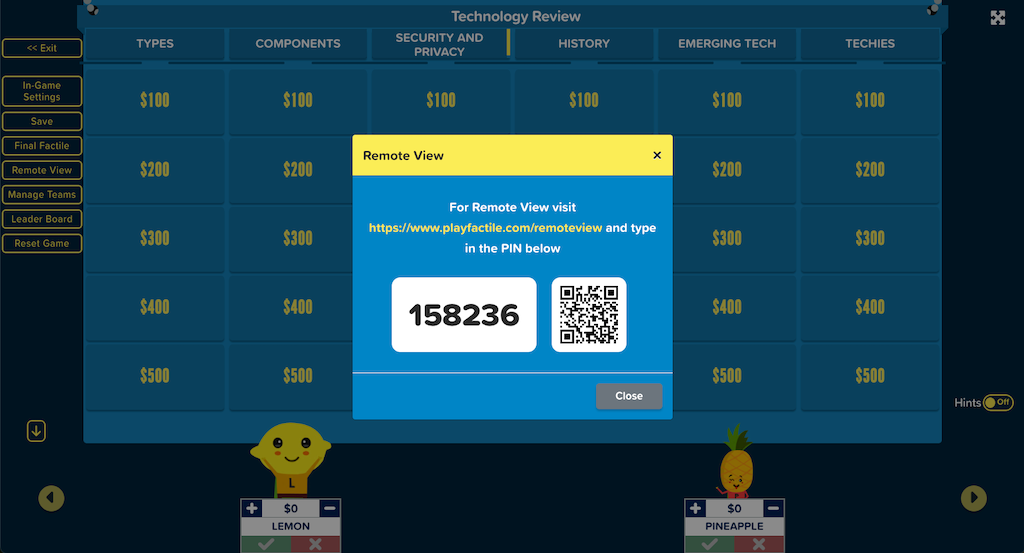 Technology Review
<< Exit
TYPES
COMPONENTS
SECURITY AND
PRIVACY
HISTORY
EMERGING TECH
TECHIES
In-Game
Settings
Save
Final Factile
Remote View
Manage Teams
Leader Board
Reset Game
$100 $100 $100 $100 $100 $100
$200 $200 $200 $200
$300 $300 $300 $300
$400 $400 $400 $400
$500 $500 $500 $500
Remote View ×
For Remote View visit
https://www.playfactile.com/remoteview and type
in the PIN below
158236
Close
Hints Off
L
+ $0 −
LEMON
+ $0 −
PINEAPPLE